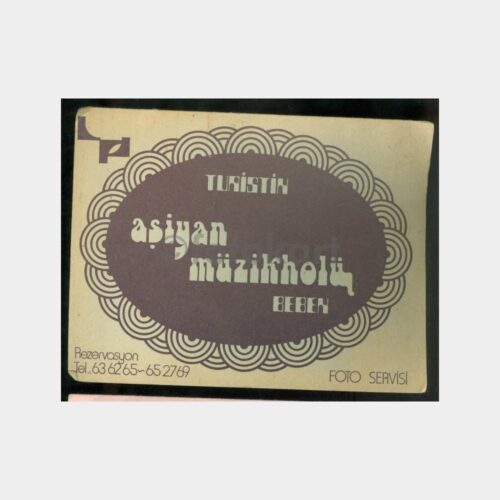 TURİSTİK
aşiyan
müzikholü
BEBEK
Rezervasyon
Tel.. 63 62 65-65 27 69
FOTO SERVİSİ